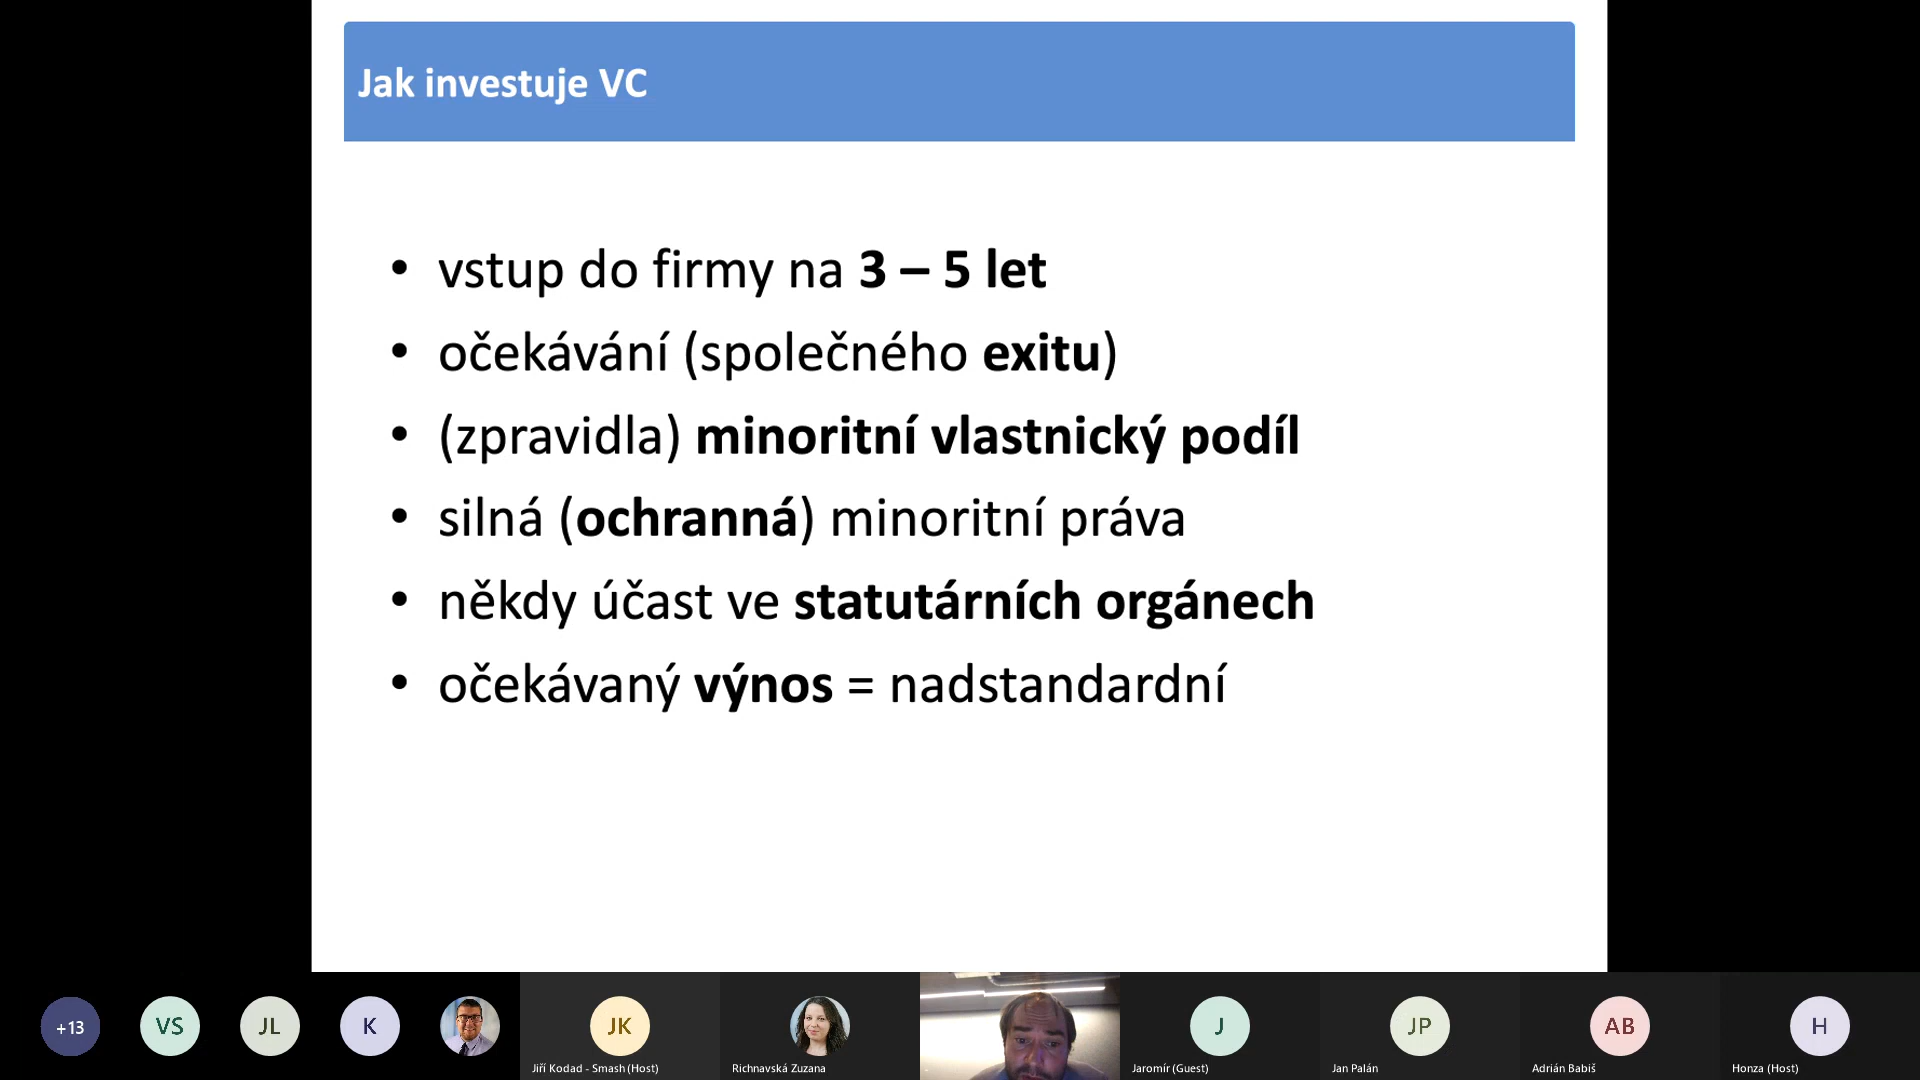 Jak investuje VC
• vstup do firmy na 3 – 5 let
• očekávání (společného exitu)
• (zpravidla) minoritní vlastnický podíl
• silná (ochranná) minoritní práva
• někdy účast ve statutárních orgánech
• očekávaný výnos = nadstandardní
+13
VS
JL
K
JK
J
JP
AB
H
Jiří Kodad - Smash (Host)
Richnavská Zuzana
Jaromír (Guest)
Jan Palán
Adrián Babiš
Honza (Host)